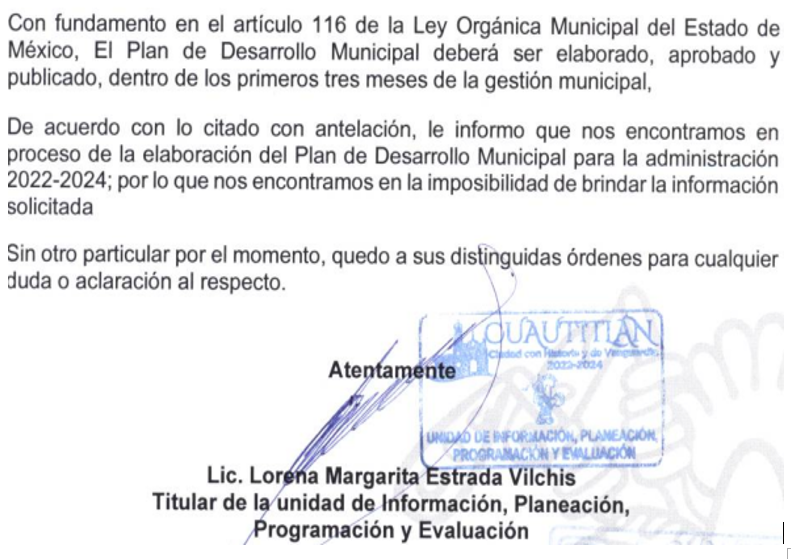 Con fundamento en el artículo 116 de la Ley Orgánica Municipal del Estado de
México, El Plan de Desarrollo Municipal deberá ser elaborado, aprobado y
publicado, dentro de los primeros tres meses de la gestión municipal,
De acuerdo con lo citado con antelación, le informo que nos encontramos en
proceso de la elaboración del Plan de Desarrollo Municipal para la administración
2022-2024; por lo que nos encontramos en la imposibilidad de brindar la información
solicitada
Sin otro particular por el momento, quedo a sus distinguidas órdenes para cualquier
duda o aclaración al respecto.
CUAUTITLÁN
Ciudad con Historia y de Vanguardia
2022-2024
Atentamente
UNIDAD DE INFORMACIÓN, PLANEACIÓN,
PROGRAMACIÓN Y EVALUACIÓN
Lic. Lorena Margarita Estrada Vilchis
Titular de la unidad de Información, Planeación,
Programación y Evaluación